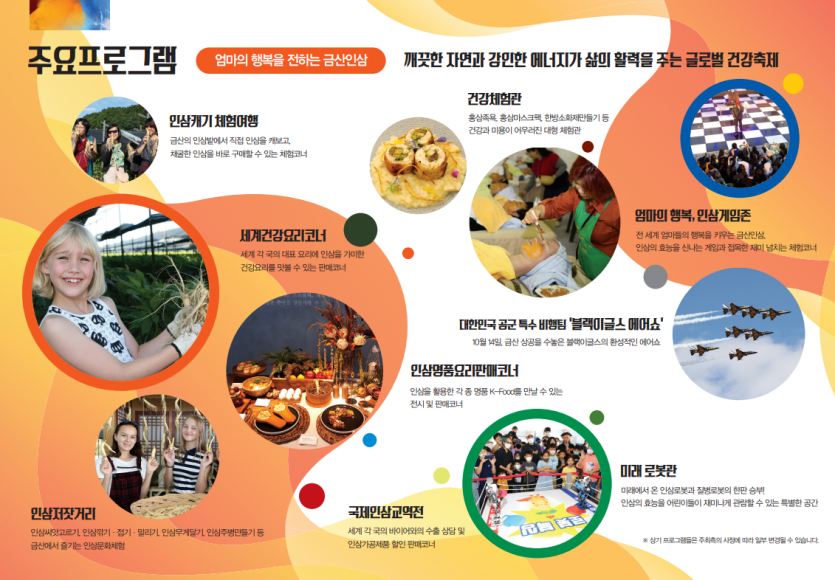 주요프로그램
엄마의 행복을 전하는 금산인삼
깨끗한 자연과 강인한 에너지가 삶의 활력을 주는 글로벌 건강축제
인삼캐기 체험여행
금산의 인삼밭에서 직접 인삼을 캐보고,
채굴한 인삼을 바로 구매할 수 있는 체험코너
건강체험관
홍삼족욕, 홍삼마스크팩, 한방소화제만들기 등
건강과 미용이 어우러진 대형 체험관
엄마의 행복, 인삼게임존
전 세계 엄마들의 행복을 키우는 금산인삼,
인삼의 효능을 신나는 게임과 접목한 재미 넘치는 체험코너
세계건강요리코너
세계 각 국의 대표 요리에 인삼을 가미한
건강요리를 맛볼 수 있는 판매코너
대한민국 공군 특수 비행팀 '블랙이글스 에어쇼'
10월 14일, 금산 상공을 수놓은 블랙이글스의 환성적인 에어쇼
인삼명품요리판매코너
인삼을 활용한 각 종 명품 K-Food를 만날 수 있는
전시 및 판매코너
미래 로봇관
미래에서 온 인삼로봇과 질병로봇의 한판 승부!
인삼의 효능을 어린이들이 재미나게 관람할 수 있는 특별한 공간
인삼저잣거리
인삼씨앗고르기, 인삼깎기·접기·말리기, 인삼무게달기, 인삼주병만들기 등
금산에서 즐기는 인삼문화체험
국제인삼교역전
세계 각 국의 바이어와의 수출 상담 및
인삼가공제품 할인 판매코너
※ 상기 프로그램들은 주최측의 사정에 따라 일부 변경될 수 있습니다.